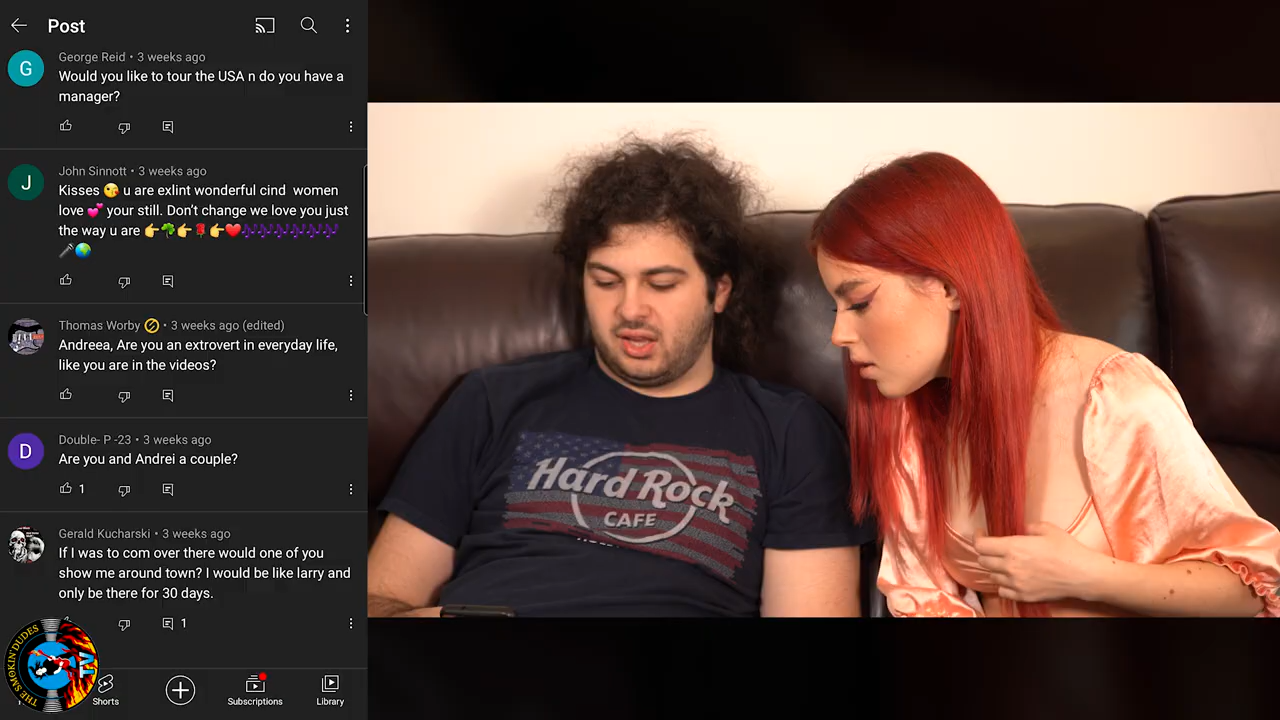 Post
George Reid • 3 weeks ago
G
Would you like to tour the USA n do you have a
manager?
John Sinnott • 3 weeks ago
J
Kisses 😘 u are exlint wonderful cind women
love 💕 your still. Don't change we love you just
the way u are 👉🍀👉🌹👉❤️🎶🎶🎶🎶🎶🎶🎶
🎤🌍
Thomas Worby • 3 weeks ago (edited)
Andreea, Are you an extrovert in everyday life,
like you are in the videos?
Double- P -23 • 3 weeks ago
D
Are you and Andrei a couple?
1
Gerald Kucharski • 3 weeks ago
If I was to com over there would one of you
show me around town? I would be like larry and
only be there for 30 days.
1
THE SMOKIN' DUDES
Shorts
Subscriptions
Library
Hard Rock
CAFE